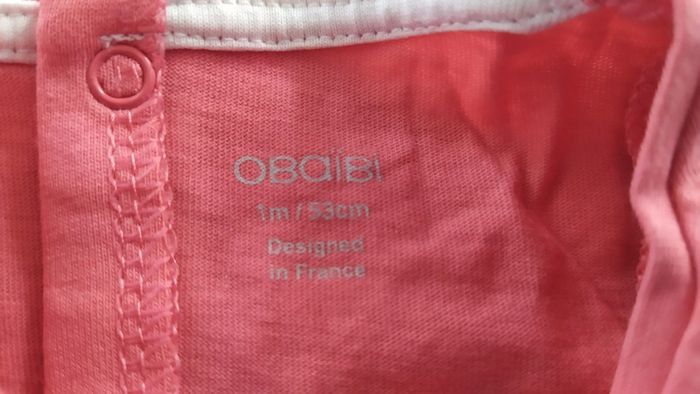 obaïbi
1m / 53cm
Designed
in France